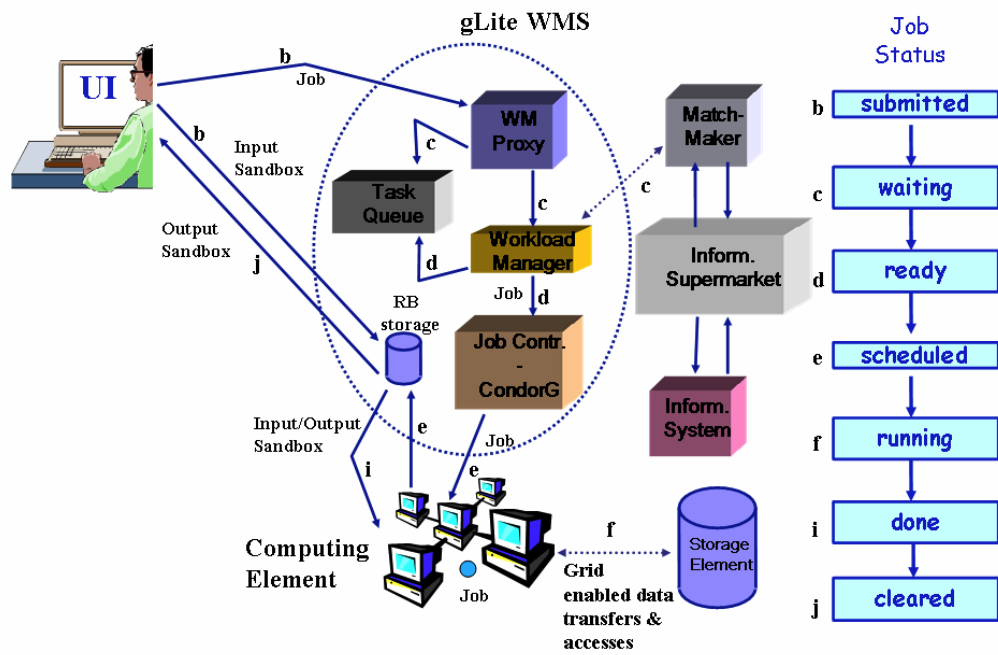 gLite WMS
Job
Status
UI
b
Job
b
Input
Sandbox
Output
Sandbox
j
WM
Proxy
c
Task
Queue
c
Workload
Manager
d
Job
d
RB
storage
Job Contr.
-
CondorG
Match-
Maker
c
Inform.
Supermarket
Inform.
System
Input/Output
Sandbox
i
e
Job
e
Computing
Element
Job
f
Grid
enabled data
transfers &
accesses
Storage
Element
b submitted
c waiting
d ready
e scheduled
f running
i done
j cleared